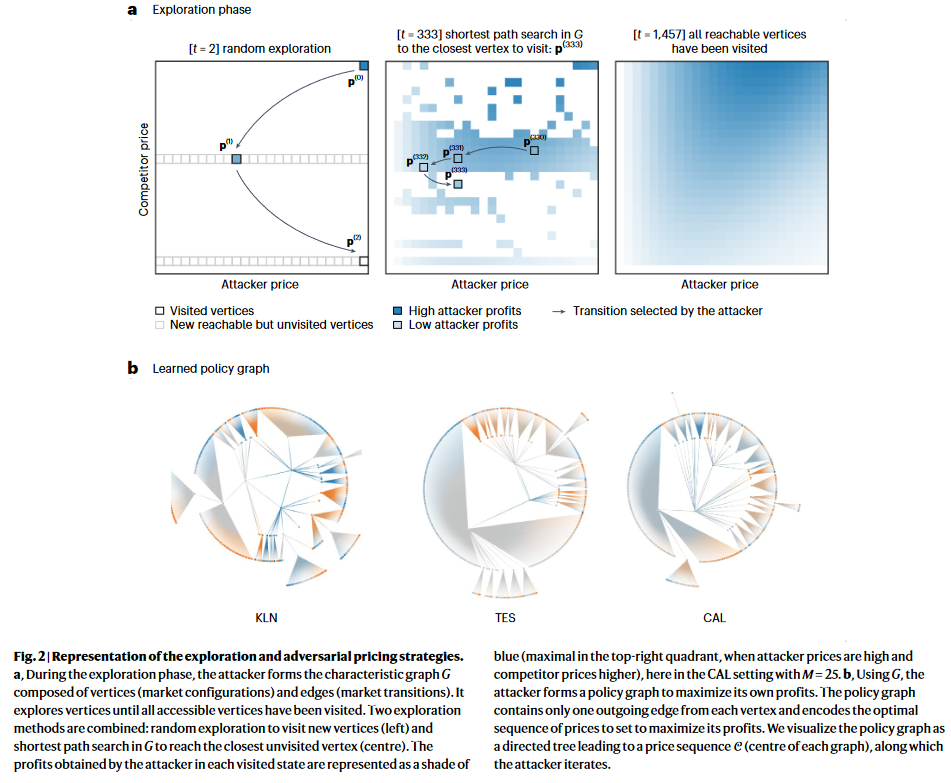 a Exploration phase
[t = 2] random exploration
[t = 333] shortest path search in G
to the closest vertex to visit: p(333)
[t = 1,457] all reachable vertices
have been visited
Competitor price
p(0)
p(1)
p(2)
p(330)
p(331)
p(332)
p(333)
Attacker price
Attacker price
Attacker price
Visited vertices
New reachable but unvisited vertices
High attacker profits
Low attacker profits
Transition selected by the attacker
b Learned policy graph
KLN
TES
CAL
Fig. 2 | Representation of the exploration and adversarial pricing strategies.
a, During the exploration phase, the attacker forms the characteristic graph G
composed of vertices (market configurations) and edges (market transitions). It
explores vertices until all accessible vertices have been visited. Two exploration
methods are combined: random exploration to visit new vertices (left) and
shortest path search in G to reach the closest unvisited vertex (centre). The
profits obtained by the attacker in each visited state are represented as a shade of
blue (maximal in the top-right quadrant, when attacker prices are high and
competitor prices higher), here in the CAL setting with M = 25. b, Using G, the
attacker forms a policy graph to maximize its own profits. The policy graph
contains only one outgoing edge from each vertex and encodes the optimal
sequence of prices to set to maximize its profits. We visualize the policy graph as
a directed tree leading to a price sequence 𝒞 (centre of each graph), along which
the attacker iterates.